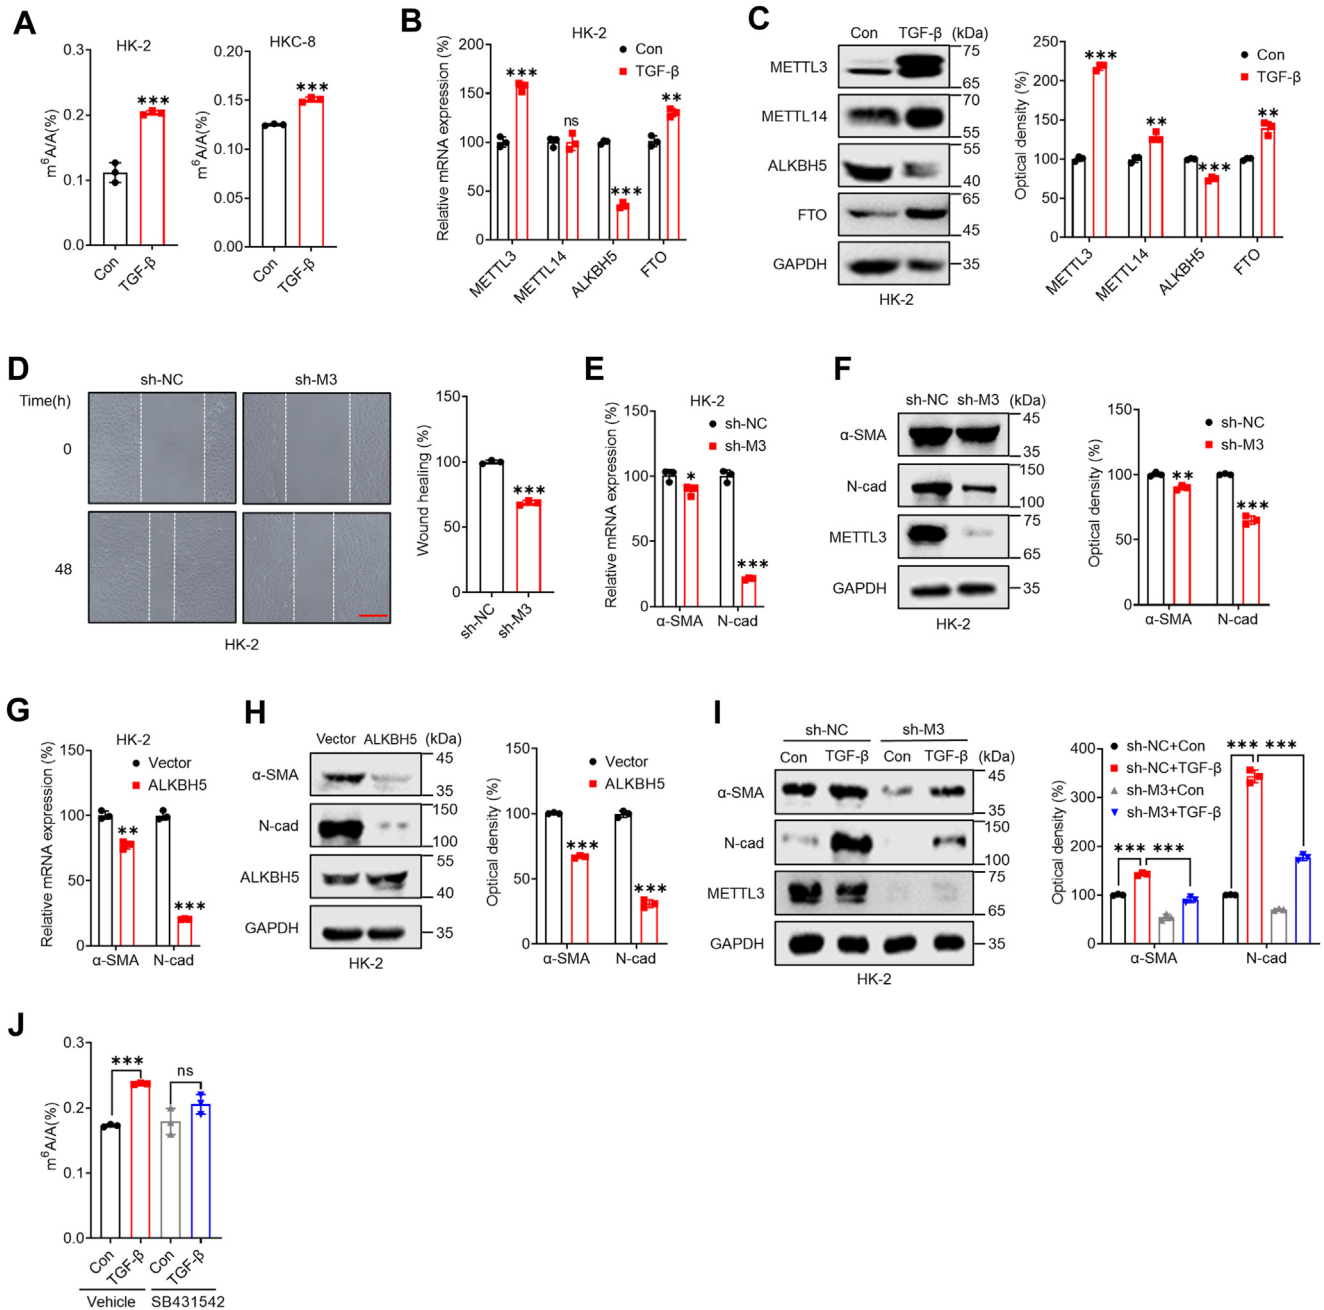 A
HK-2
m⁶A/A(%)
0.3
0.2
0.1
0.0
***
Con
TGF-β
HKC-8
m⁶A/A(%)
0.20
0.15
0.10
0.05
0.00
***
Con
TGF-β
B
HK-2
Relative mRNA expression (%)
200
150
100
50
0
Con
TGF-β
***
ns
***
**
METTL3
METTL14
ALKBH5
FTO
C
Con TGF-β (kDa)
METTL3
75
65
METTL14
70
55
ALKBH5
55
40
FTO
65
45
GAPDH
35
HK-2
Optical density (%)
250
200
150
100
50
0
Con
TGF-β
***
**
***
**
METTL3
METTL14
ALKBH5
FTO
D
sh-NC sh-M3
Time(h)
0
48
HK-2
Wound healing (%)
150
100
50
0
***
sh-NC
sh-M3
E
HK-2
Relative mRNA expression (%)
150
100
50
0
sh-NC
sh-M3
*
***
α-SMA N-cad
F
sh-NC sh-M3 (kDa)
α-SMA
45
35
N-cad
150
100
METTL3
75
65
GAPDH
35
HK-2
Optical density (%)
150
100
50
0
sh-NC
sh-M3
**
***
α-SMA N-cad
G
HK-2
Relative mRNA expression (%)
150
100
50
0
Vector
ALKBH5
**
***
α-SMA N-cad
H
Vector ALKBH5 (kDa)
α-SMA
45
35
N-cad
150
100
ALKBH5
55
40
GAPDH
35
HK-2
Optical density (%)
150
100
50
0
Vector
ALKBH5
***
***
α-SMA N-cad
I
sh-NC sh-M3
Con TGF-β Con TGF-β (kDa)
α-SMA
45
35
N-cad
150
100
METTL3
75
65
GAPDH
35
HK-2
Optical density (%)
400
300
200
100
0
sh-NC+Con
sh-NC+TGF-β
sh-M3+Con
sh-M3+TGF-β
*** ***
*** ***
α-SMA N-cad
J
m⁶A/A(%)
0.3
0.2
0.1
0.0
***
ns
Con
TGF-β
Con
TGF-β
Vehicle SB431542